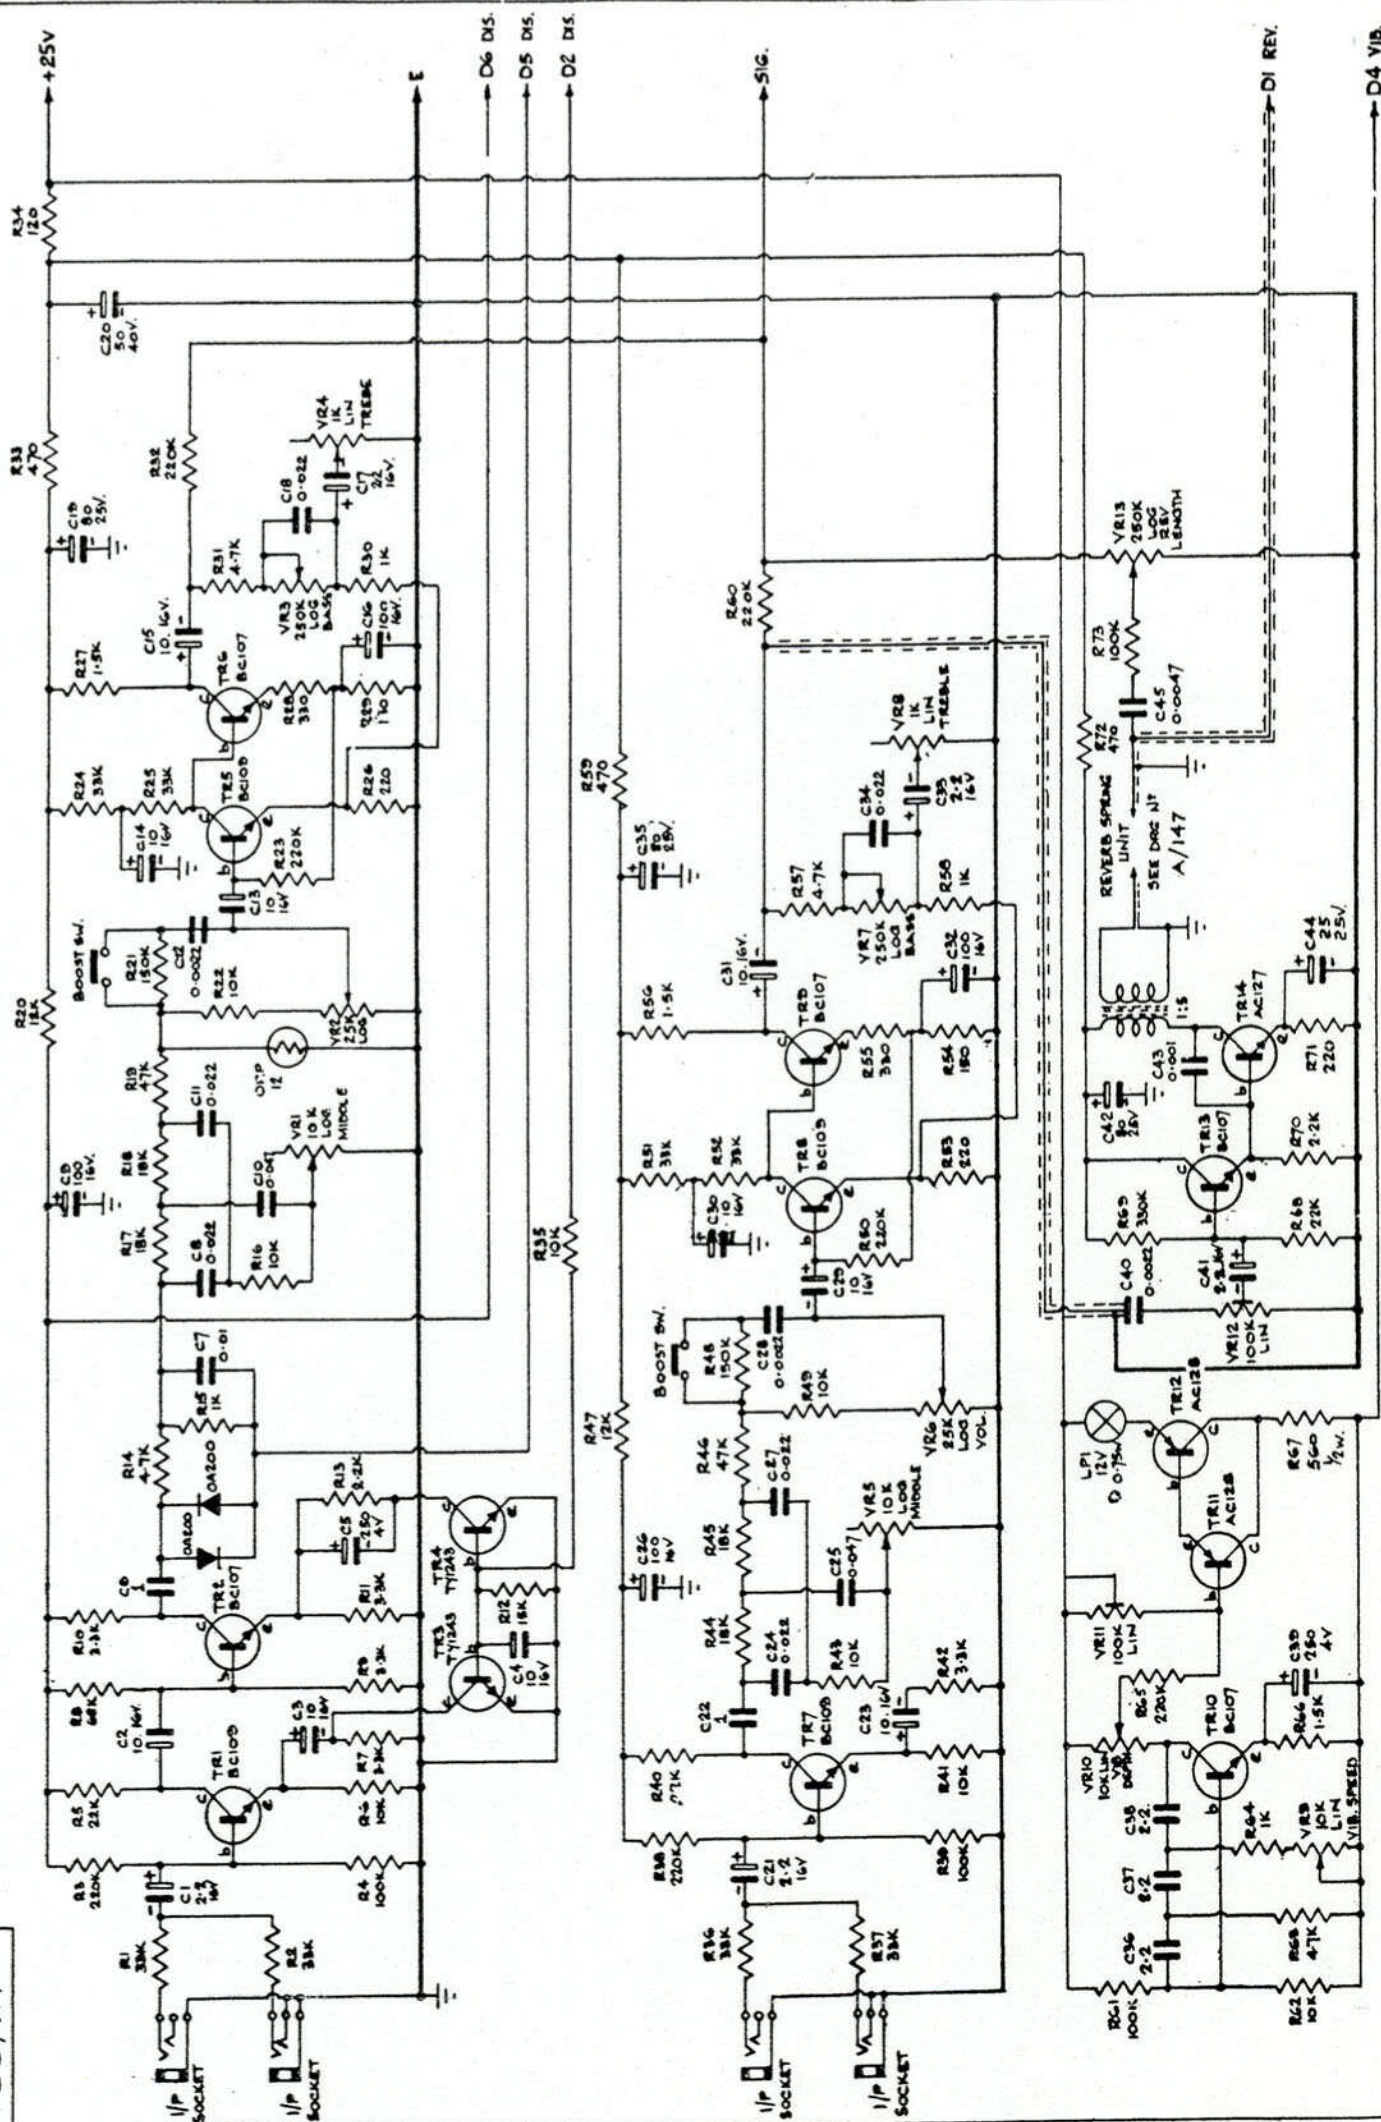 R34
120
+25V
R33
470
C20
50
40V.
C19
80
25V.
R32
220K
R20
12K
C9
100
16V.
R27
1.5K
C15
10.16V.
TR6
BC107
R28
330
R31
4.7K
VR3
250K
LOG
BASS
C18
0.022
VR4
1K
LIN
C17
16V.
R30
1K
C16
100
16V.
R24
33K
R25
33K
C14
10
16V
TR5
BC109
R26
220
R23
220K
C13
10
16V
BOOST SW.
R21
150K
C12
0.0022
R22
10K
VR2
25K
LOG
R19
47K
12
C11
0.022
R18
18K
R17
18K
C10
0.047
VR1
10K
LOG
MIDDLE
C8
0.022
R16
10K
C7
0.01
R15
1K
R14
4.7K
OA200
OA200
C6
1
R10
R8
68K
TR2
BC107
R13
2.2K
C5
250
4V
R11
3.3K
R9
3.3K
R5
22K
C2
10.16V.
TR1
BC109
C3
10
16V
R7
3.3K
R6
10K
R3
220K
C1
2.2
16V
R4
100K
R1
33K
R2
33K
I/P
SOCKET
I/P
SOCKET
TR4
TY1243
TR3
TY1243
R12
15K
C4
10
16V
R35
10K
E
D6 DIS.
D5 DIS.
D2 DIS.
SIG.
D1 REV.
D4 VIB.
R59
470
C35
80
25V.
R47
12K
C26
100
16V
R60
220K
R56
1.5K
C31
10.16V.
TR9
BC107
R55
330
R54
150
C32
100
16V
R57
4.7K
VR7
250K
LOG
BASS
C34
0.022
VR8
1K
LIN
TREBLE
C33
2.2
16V
R58
1K
R51
33K
R52
33K
C30
10
16V
TR8
BC109
R53
220
R50
220K
C29
10
16V
BOOST SW.
R48
150K
C28
0.0022
R49
10K
VR6
25K
LOG
VOL.
R46
47K
C27
0.022
R45
18K
C25
0.047
VR5
10K
LOG
MIDDLE
R44
18K
C24
0.022
R43
10K
C22
1
R40
TR7
BC109
C23
10.16V
R42
3.3K
R41
10K
R38
220K
C21
2.2
16V
R39
100K
R36
33K
R37
33K
I/P
SOCKET
I/P
SOCKET
R72
470
REVERB SPRING
UNIT
SEE DRG Nº
A/147
C45
0.0047
R73
100K
VR13
250K
LOG
REV
LENGTH
1:5
TR14
AC127
C44
25
25V.
R71
220
C43
0.001
C42
80
25V
TR13
BC107
R70
2.2K
R69
330K
R68
22K
C41
2.2.16V
C40
0.0022
VR12
100K
LIN
TR12
AC128
LP1
12V
0.75W
TR11
AC128
R67
560
½W.
VR11
100K
LIN
R65
220K
VR10
10K LIN
VIB
DEPTH
TR10
BC107
C39
250
4V
R66
1.5K
C38
2.2.
C37
2.2
C36
2.2
R64
1K
VR9
10K
LIN
VIB. SPEED
R63
4.7K
R61
100K
R62
10K